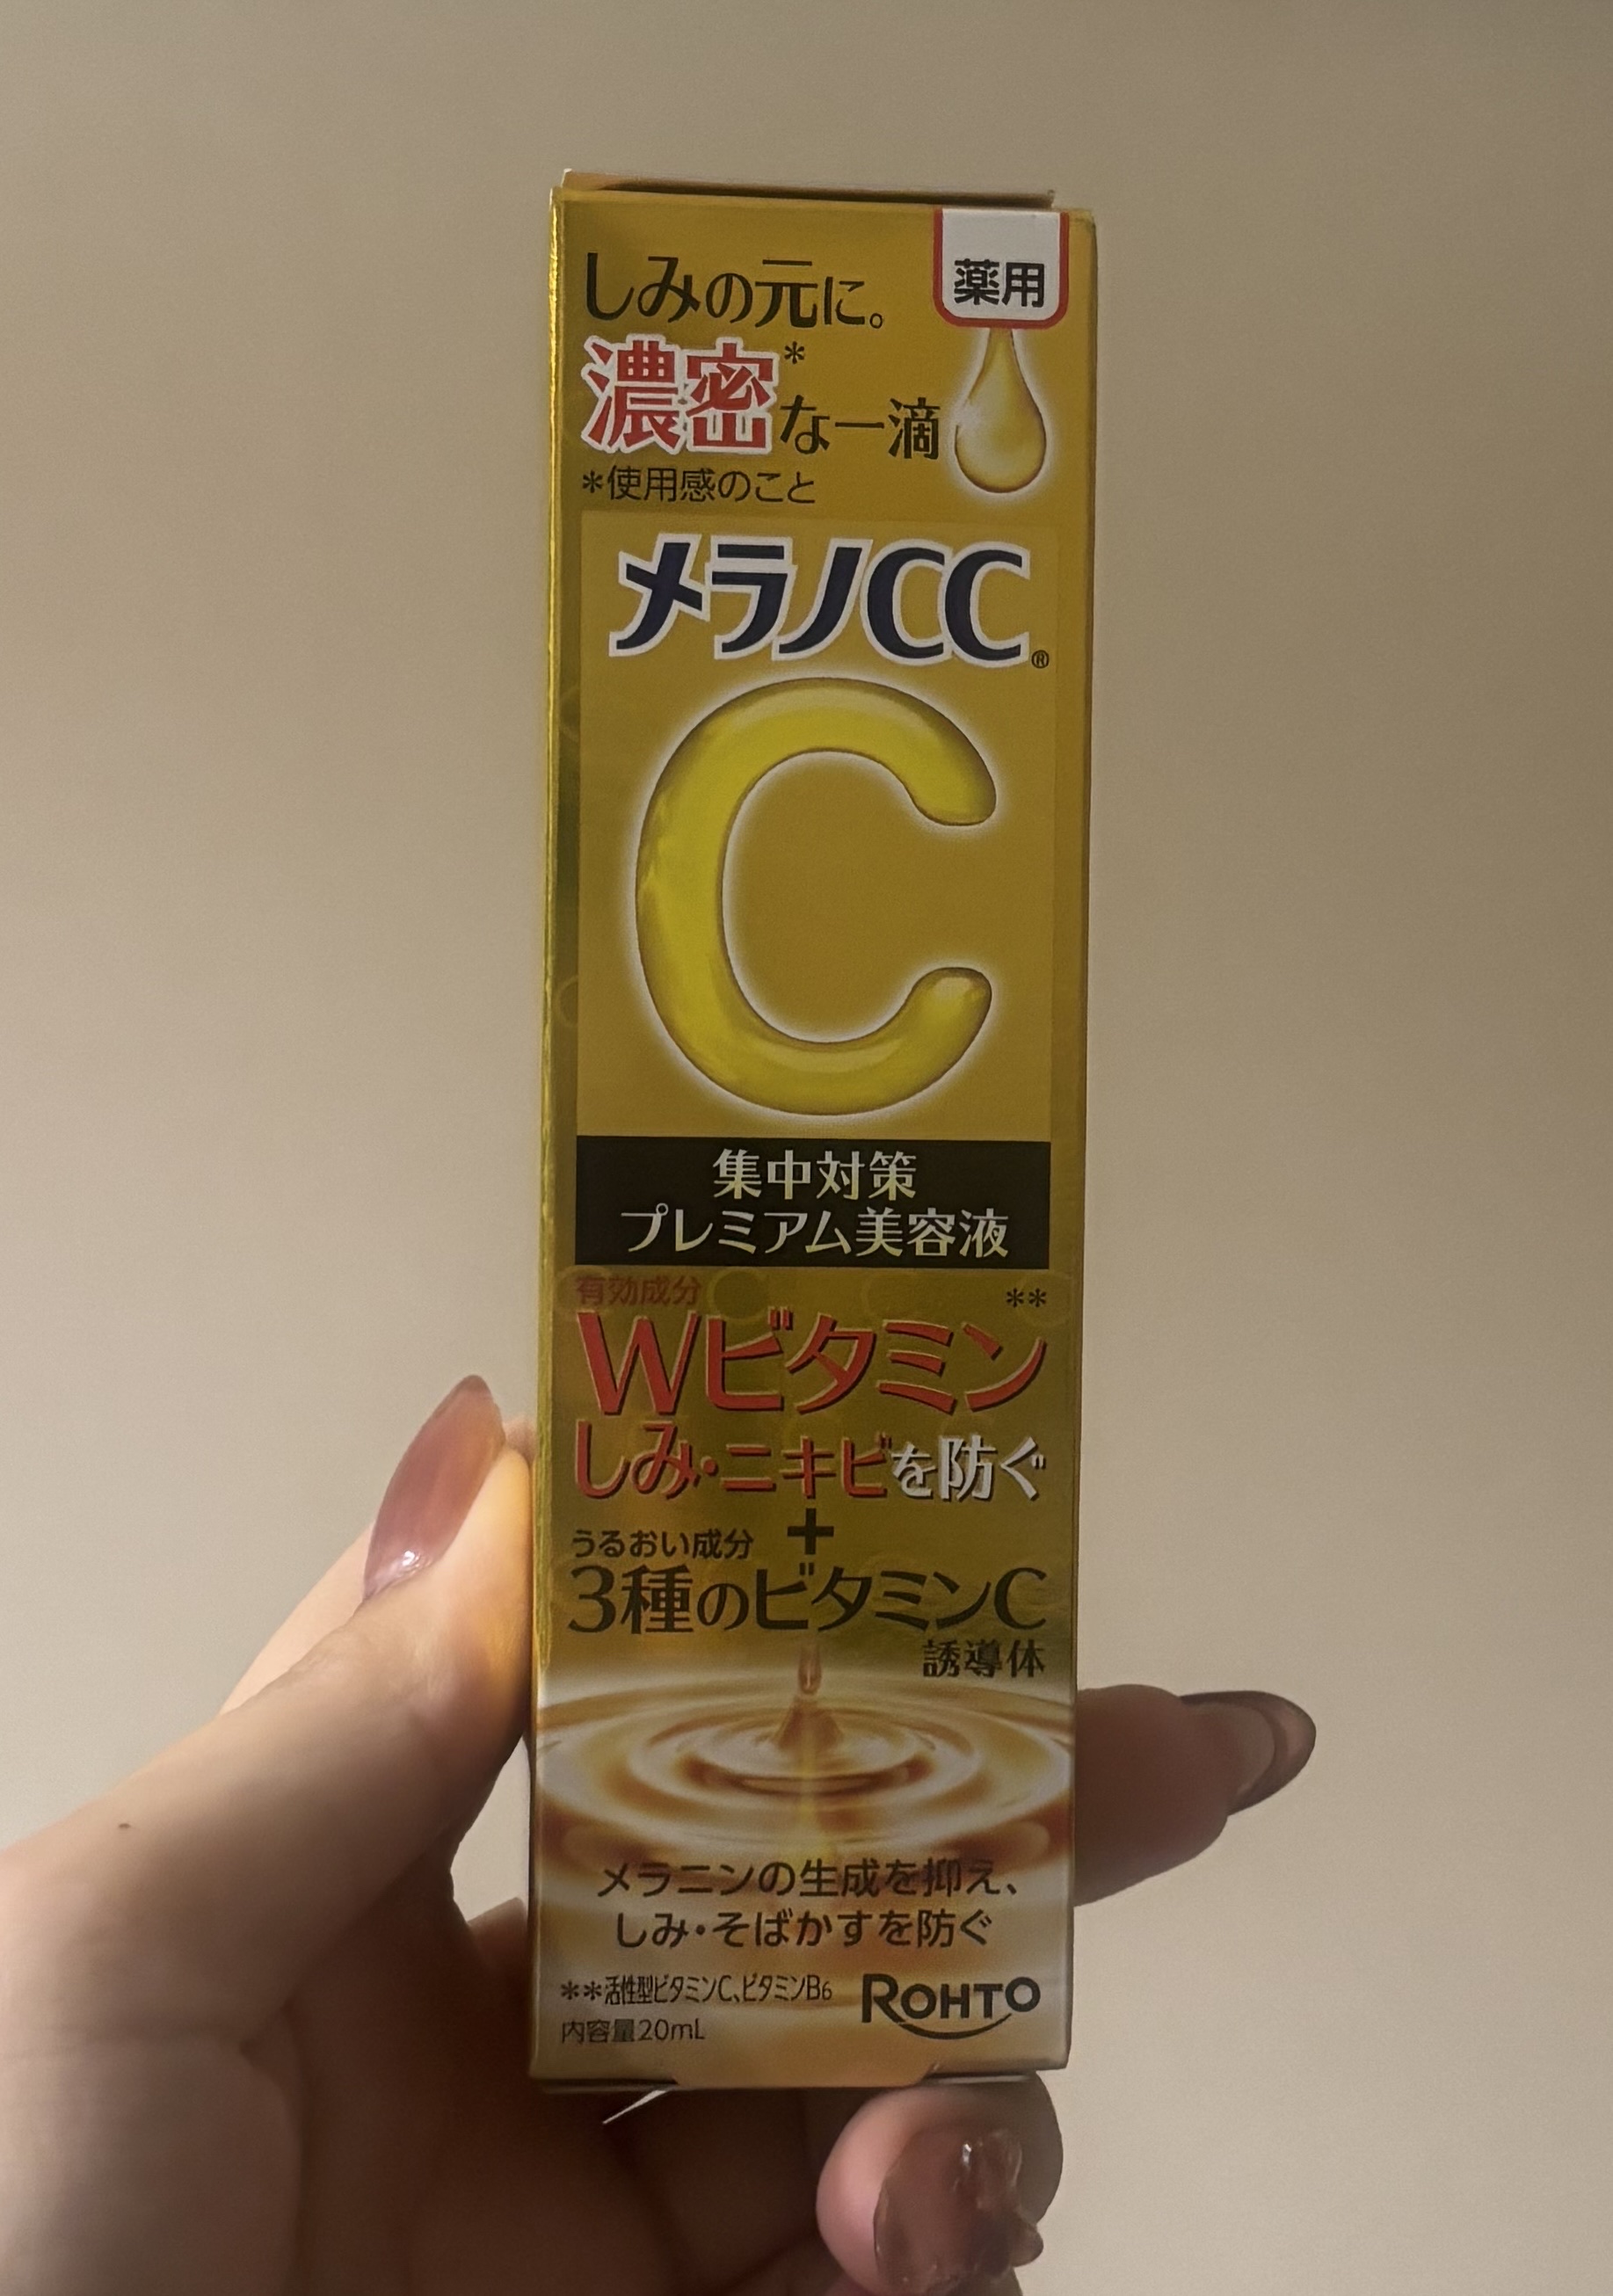 薬用
しみの元に。
濃密*な一滴
*使用感のこと
メラノCC®
C
集中対策
プレミアム美容液
有効成分
Wビタミン**
しみ・ニキビを防ぐ
+
うるおい成分
3種のビタミンC
誘導体
メラニンの生成を抑え、
しみ・そばかすを防ぐ
**活性型ビタミンC、ビタミンB6
ROHTO
内容量20mL